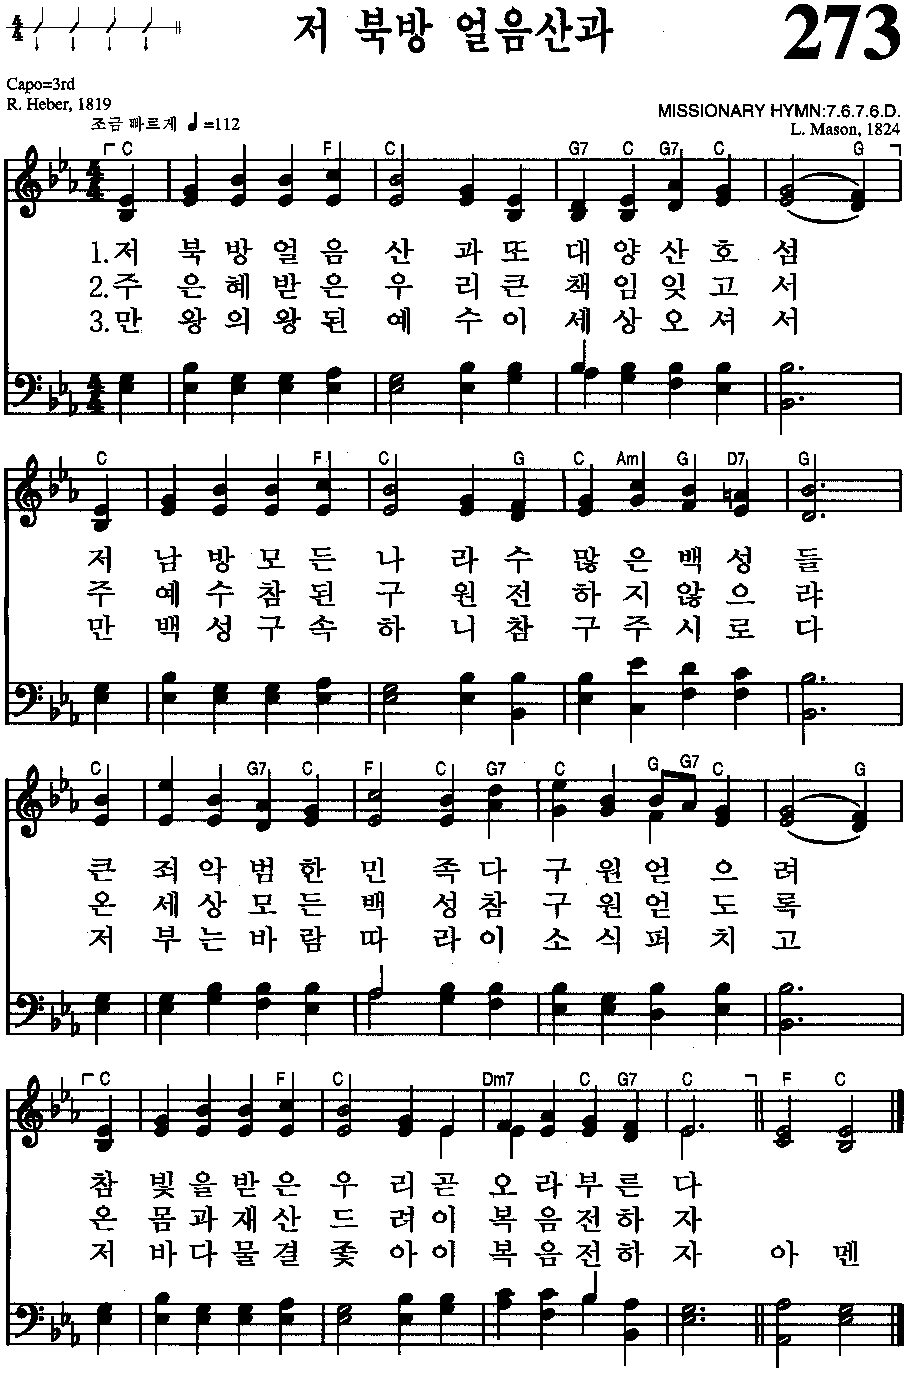 4/4
저 북방 얼음산과
273
Capo=3rd
R. Heber, 1819
조금 빠르게 ♩=112
MISSIONARY HYMN:7.6.7.6.D.
L. Mason, 1824
C F C G7 C G7 C G
1.저 북방얼음 산 과또 대양산호 섬
2.주 은혜받은 우 리큰 책임잊고 서
3.만 왕의왕된 예 수이 세상오셔 서
C F C G C Am G D7 G
저 남방모든 나 라수 많은백성 들
주 예수참된 구 원전 하지않으 랴
만 백성구속 하 니참 구주시로 다
C G7 C F C G7 C G G7 C G
큰 죄악범한 민 족다 구원얻으 려
온 세상모든 백 성참 구원얻도 록
저 부는바람 따 라이 소식퍼치 고
C F C Dm7 C G7 C F C
참 빛을받은 우 리곧 오라부른 다
온 몸과재산 드 려이 복음전하 자
저 바다물결 좇 아이 복음전하 자 아 멘